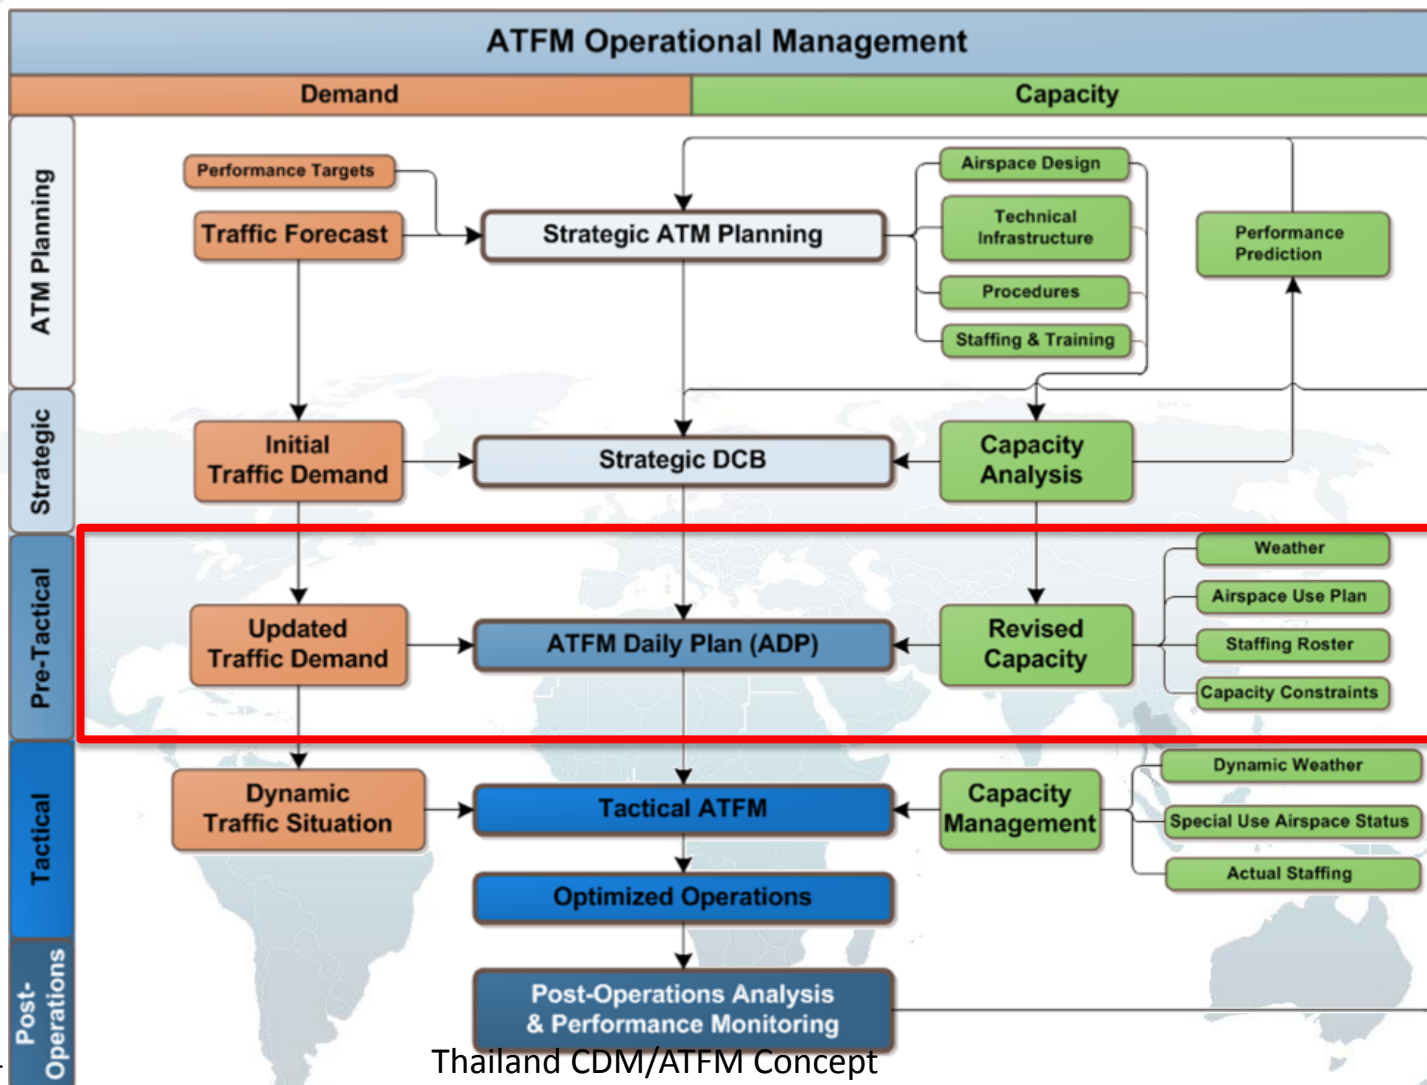 ATFM Operational Management
Demand
Capacity
ATM Planning
Performance Targets
Traffic Forecast
Strategic ATM Planning
Airspace Design
Technical
Infrastructure
Procedures
Staffing & Training
Performance
Prediction
Strategic
Initial
Traffic Demand
Strategic DCB
Capacity
Analysis
Pre-Tactical
Updated
Traffic Demand
ATFM Daily Plan (ADP)
Revised
Capacity
Weather
Airspace Use Plan
Staffing Roster
Capacity Constraints
Tactical
Dynamic
Traffic Situation
Tactical ATFM
Capacity
Management
Dynamic Weather
Special Use Airspace Status
Actual Staffing
Optimized Operations
Post-
Operations
Post-Operations Analysis
& Performance Monitoring
Thailand CDM/ATFM Concept